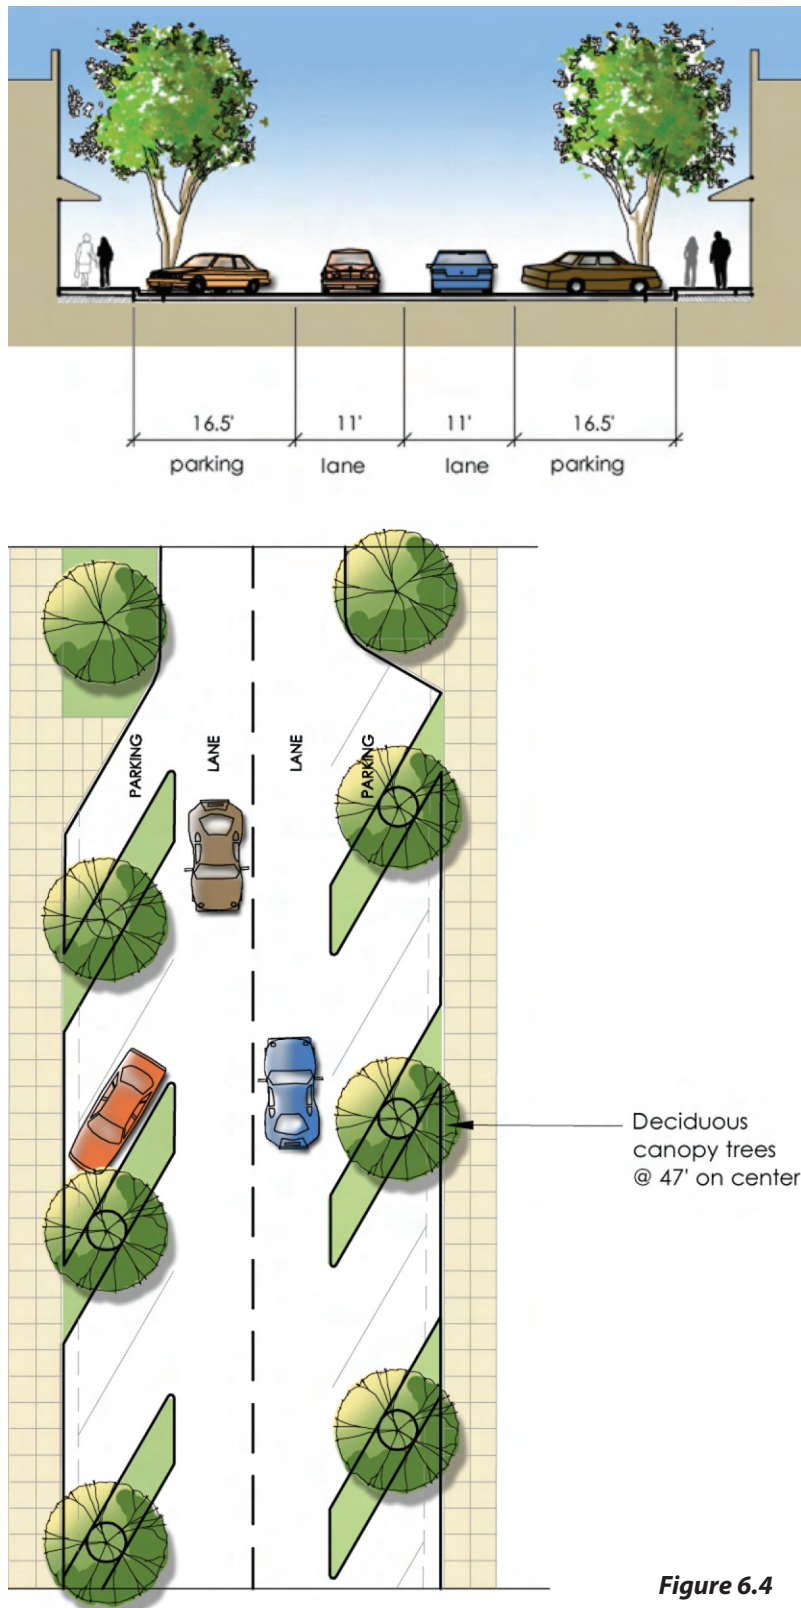 16.5' 11' 11' 16.5'
parking lane lane parking
PARKING LANE LANE PARKING
Deciduous
canopy trees
@ 47' on center
Figure 6.4